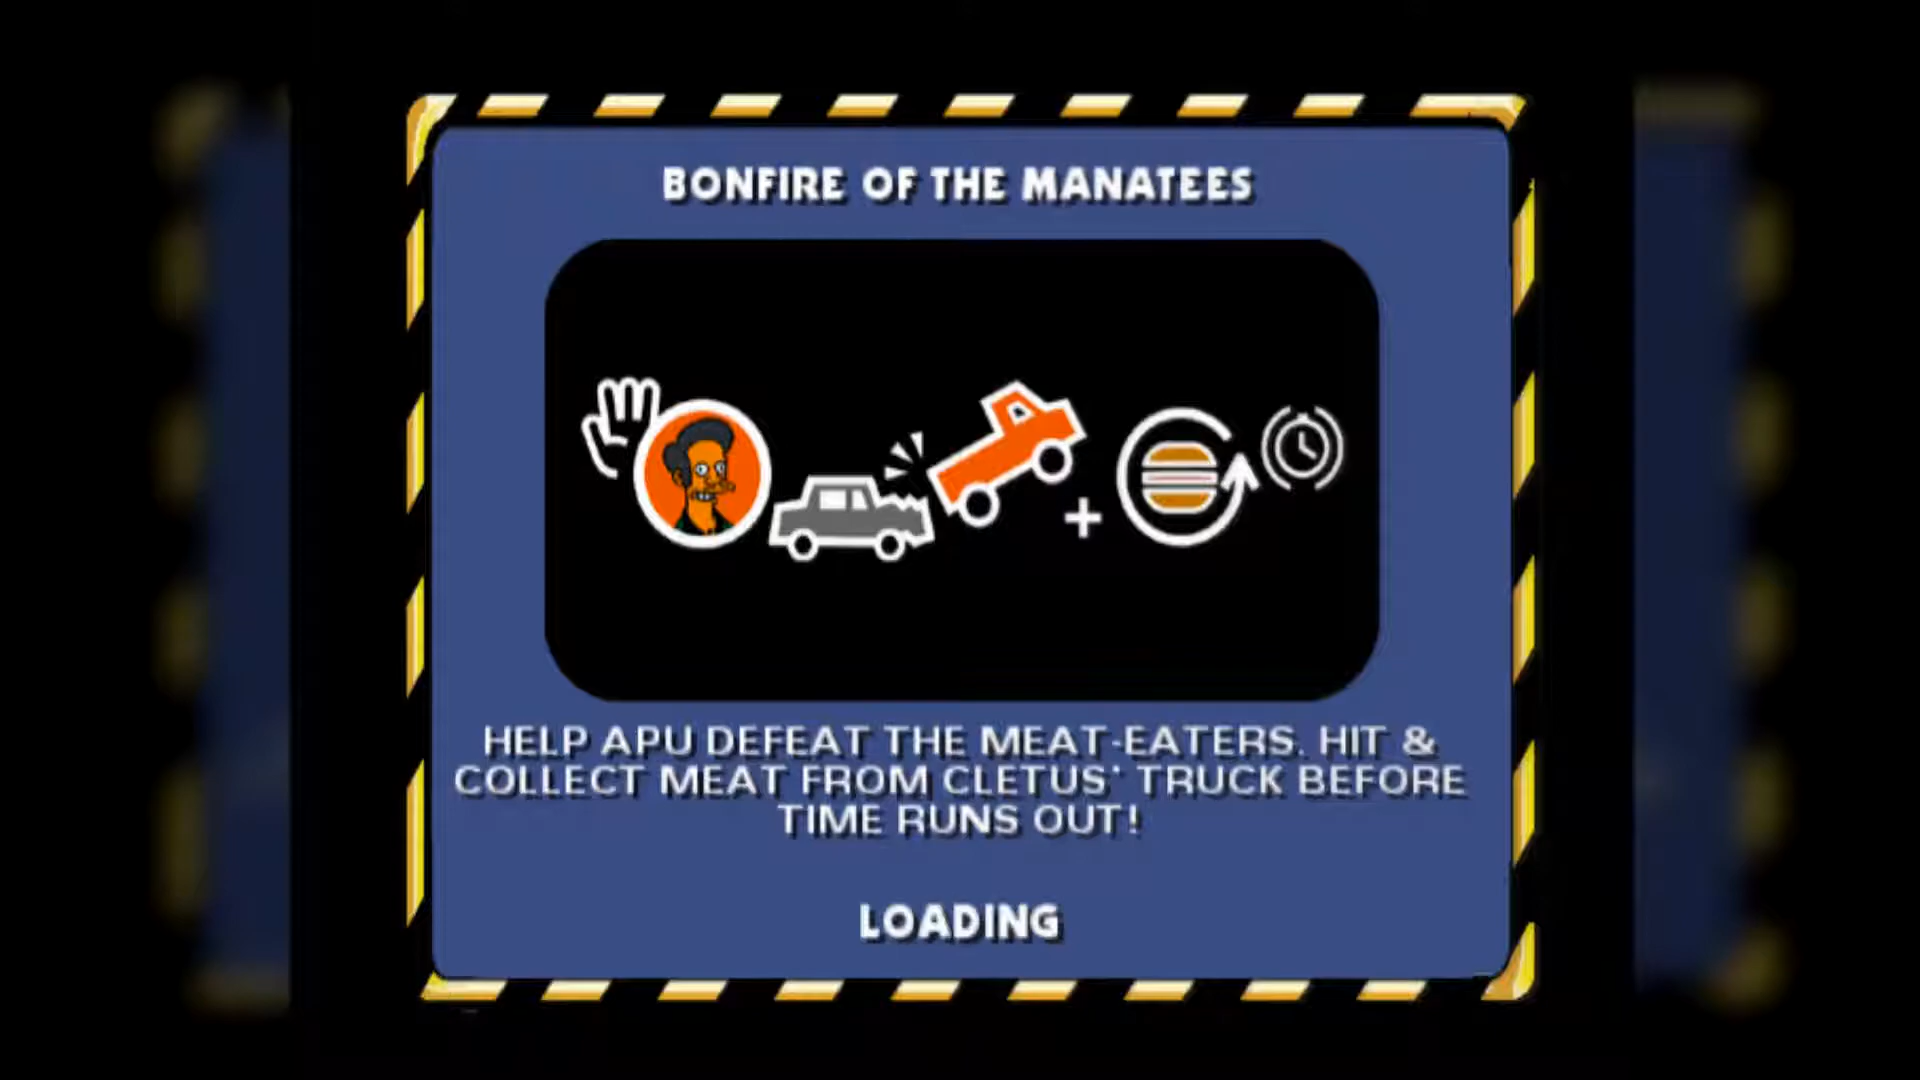 BONFIRE OF THE MANATEES
HELP APU DEFEAT THE MEAT-EATERS. HIT &
COLLECT MEAT FROM CLETUS' TRUCK BEFORE
TIME RUNS OUT!
LOADING